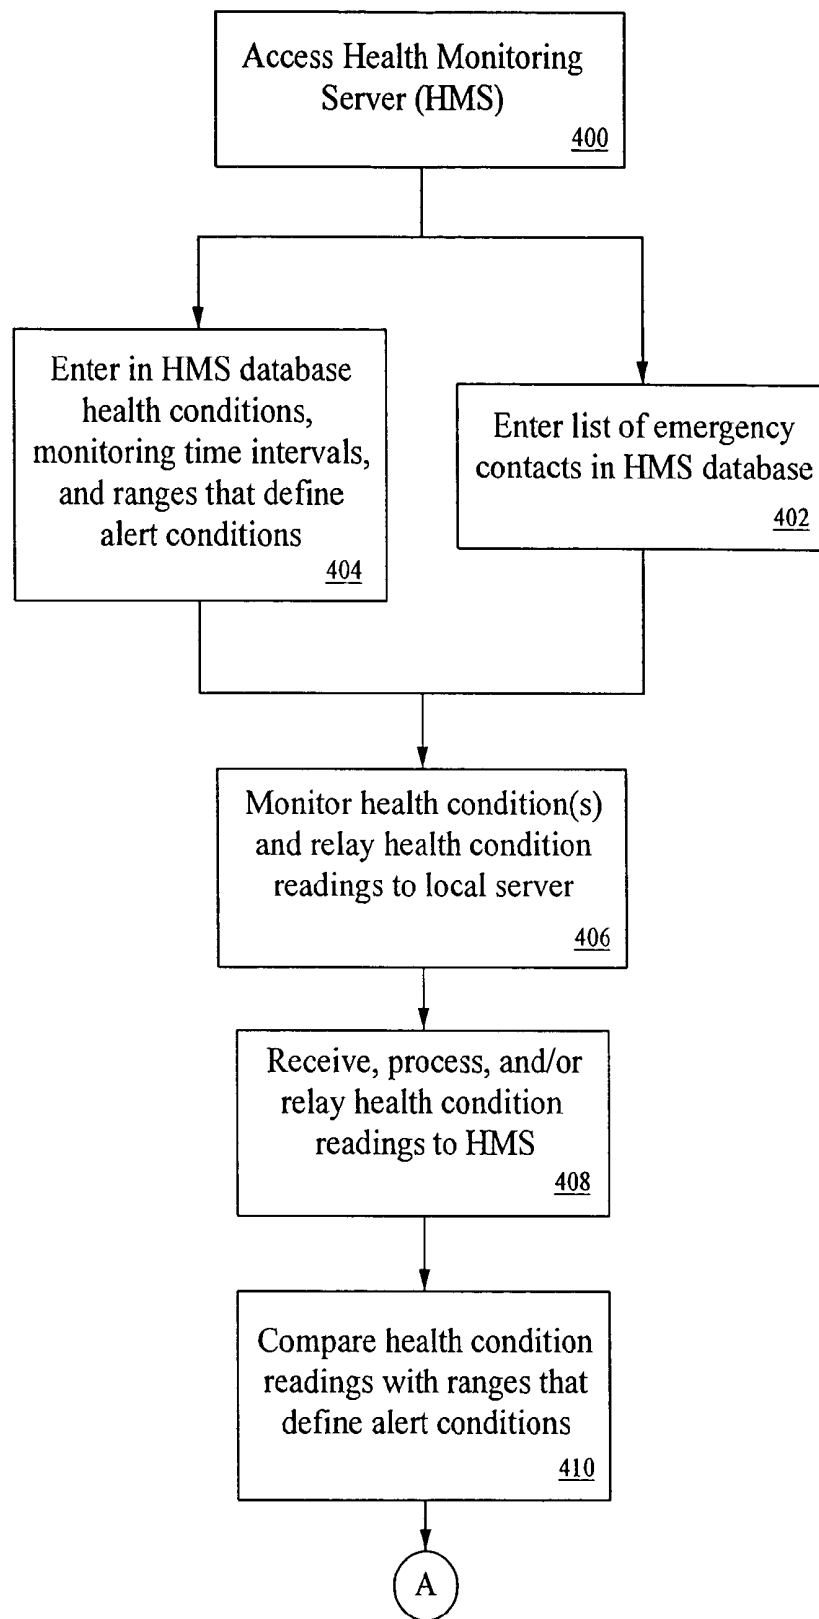 Access Health Monitoring
Server (HMS)
400
Enter in HMS database
health conditions,
monitoring time intervals,
and ranges that define
alert conditions
404
Enter list of emergency
contacts in HMS database
402
Monitor health condition(s)
and relay health condition
readings to local server
406
Receive, process, and/or
relay health condition
readings to HMS
408
Compare health condition
readings with ranges that
define alert conditions
410
A